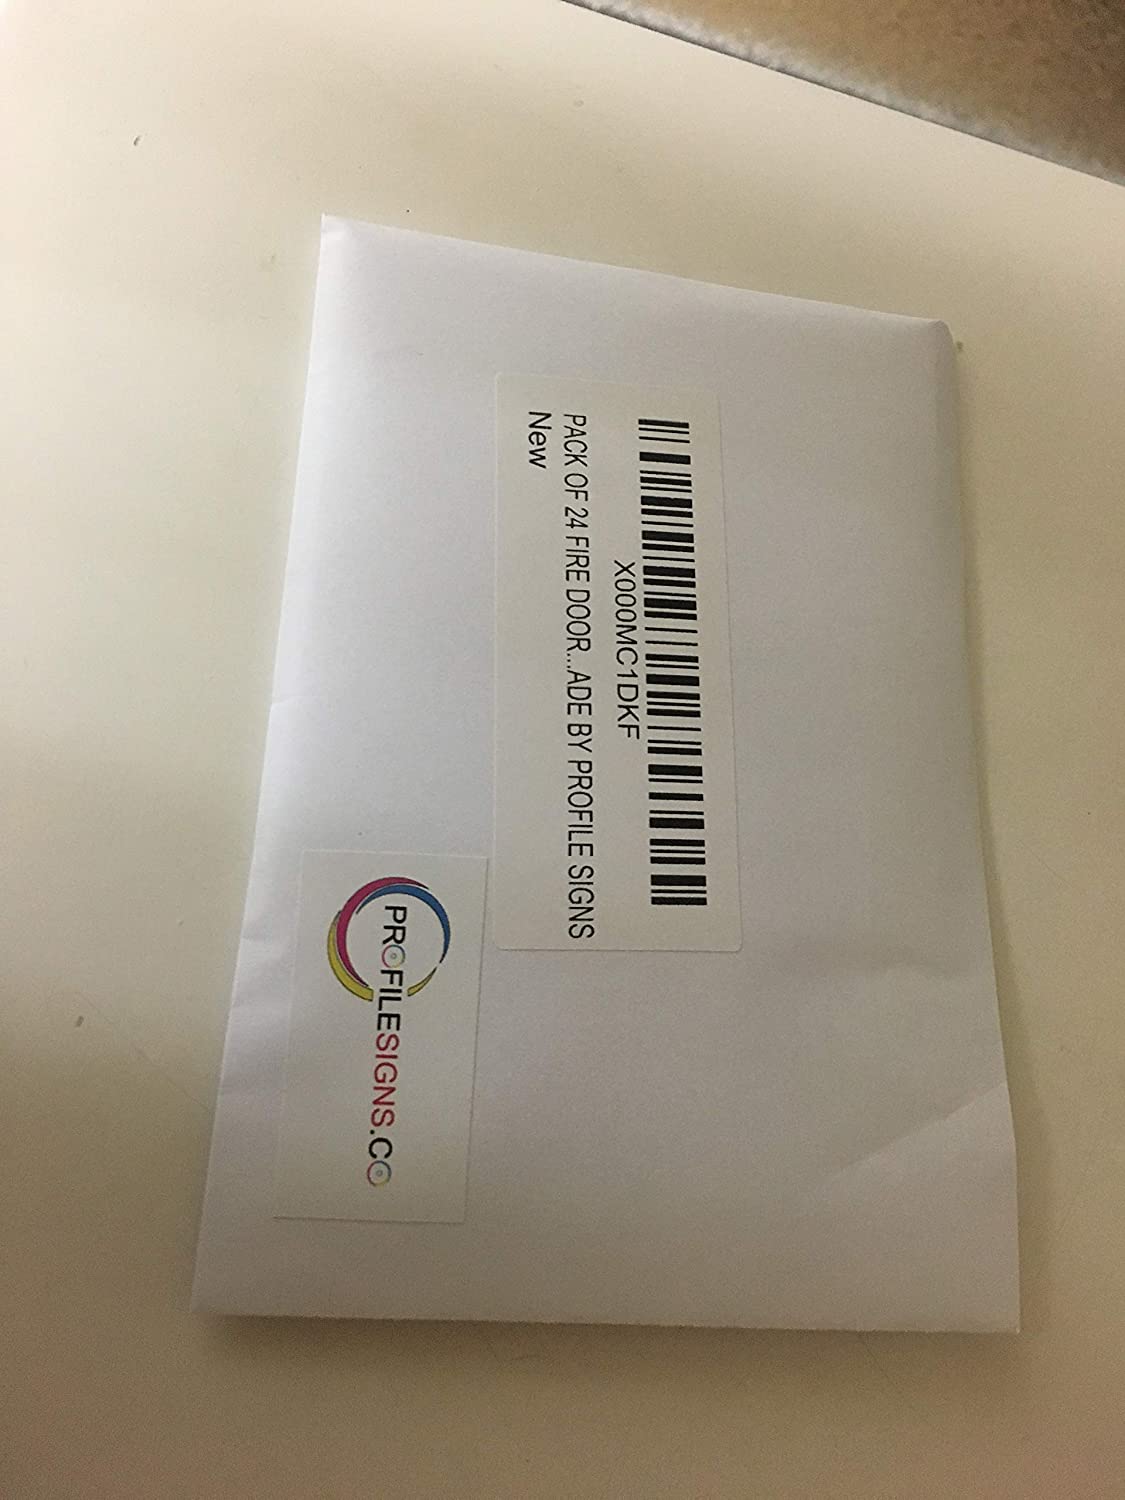 X000MC1DKF
PACK OF 24 FIRE DOOR...ADE BY PROFILE SIGNS
New
PROFILESIGNS.CO